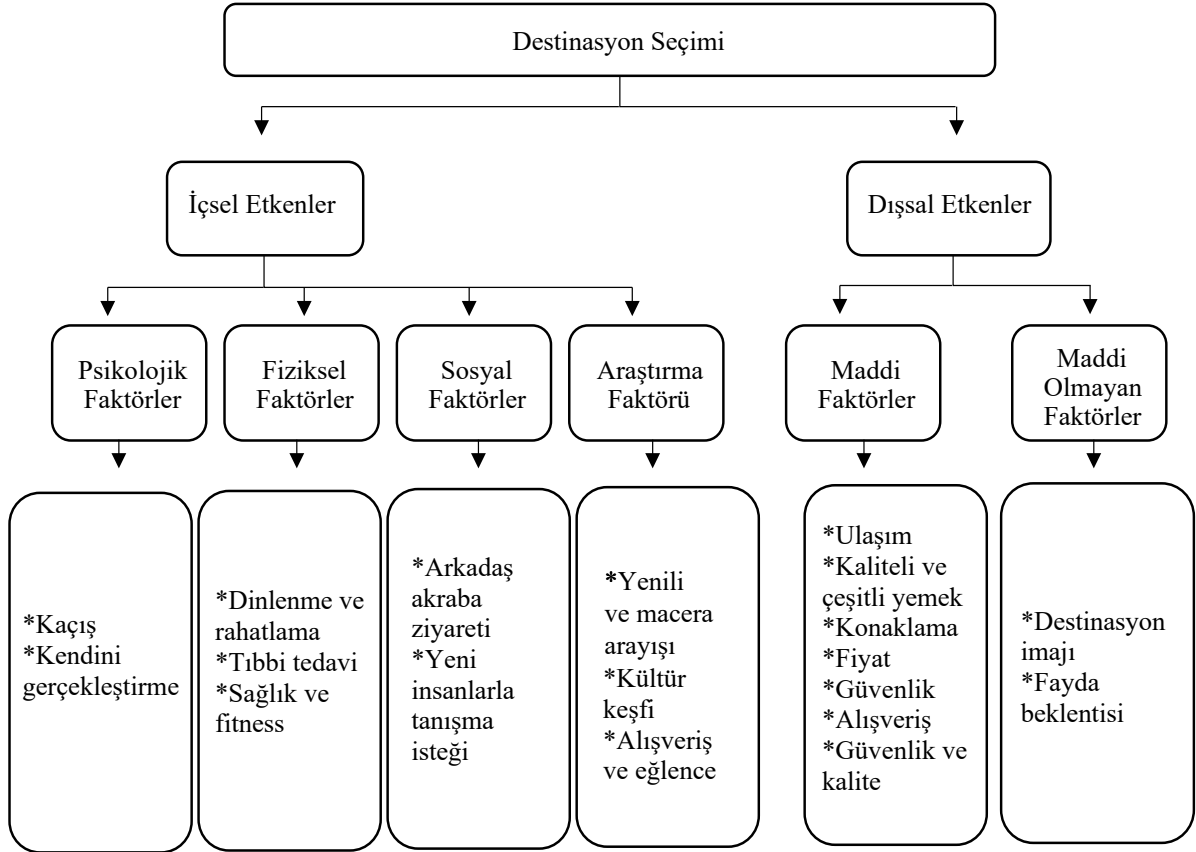 Destinasyon Seçimi
İçsel Etkenler
Dışsal Etkenler
Psikolojik
Faktörler
Fiziksel
Faktörler
Sosyal
Faktörler
Araştırma
Faktörü
Maddi
Faktörler
Maddi
Olmayan
Faktörler
*Kaçış
*Kendini
gerçekleştirme
*Dinlenme ve
rahatlama
*Tıbbi tedavi
*Sağlık ve
fitness
*Arkadaş
akraba
ziyareti
*Yeni
insanlarla
tanışma
isteği
*Yenili
ve macera
arayışı
*Kültür
keşfi
*Alışveriş
ve eğlence
*Ulaşım
*Kaliteli ve
çeşitli yemek
*Konaklama
*Fiyat
*Güvenlik
*Alışveriş
*Güvenlik ve
kalite
*Destinasyon
imajı
*Fayda
beklentisi